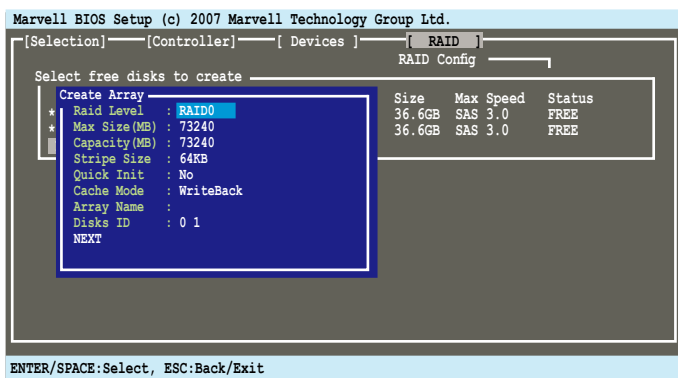 Marvell BIOS Setup (c) 2007 Marvell Technology Group Ltd.
[Selection] [Controller] [ Devices ] [ RAID ]
RAID Config
Select free disks to create
Create Array
Size Max Speed Status
* Raid Level : RAID0
36.6GB SAS 3.0 FREE
* Max Size(MB) : 73240
36.6GB SAS 3.0 FREE
Capacity(MB) : 73240
Stripe Size : 64KB
Quick Init : No
Cache Mode : WriteBack
Array Name :
Disks ID : 0 1
NEXT
ENTER/SPACE:Select, ESC:Back/Exit